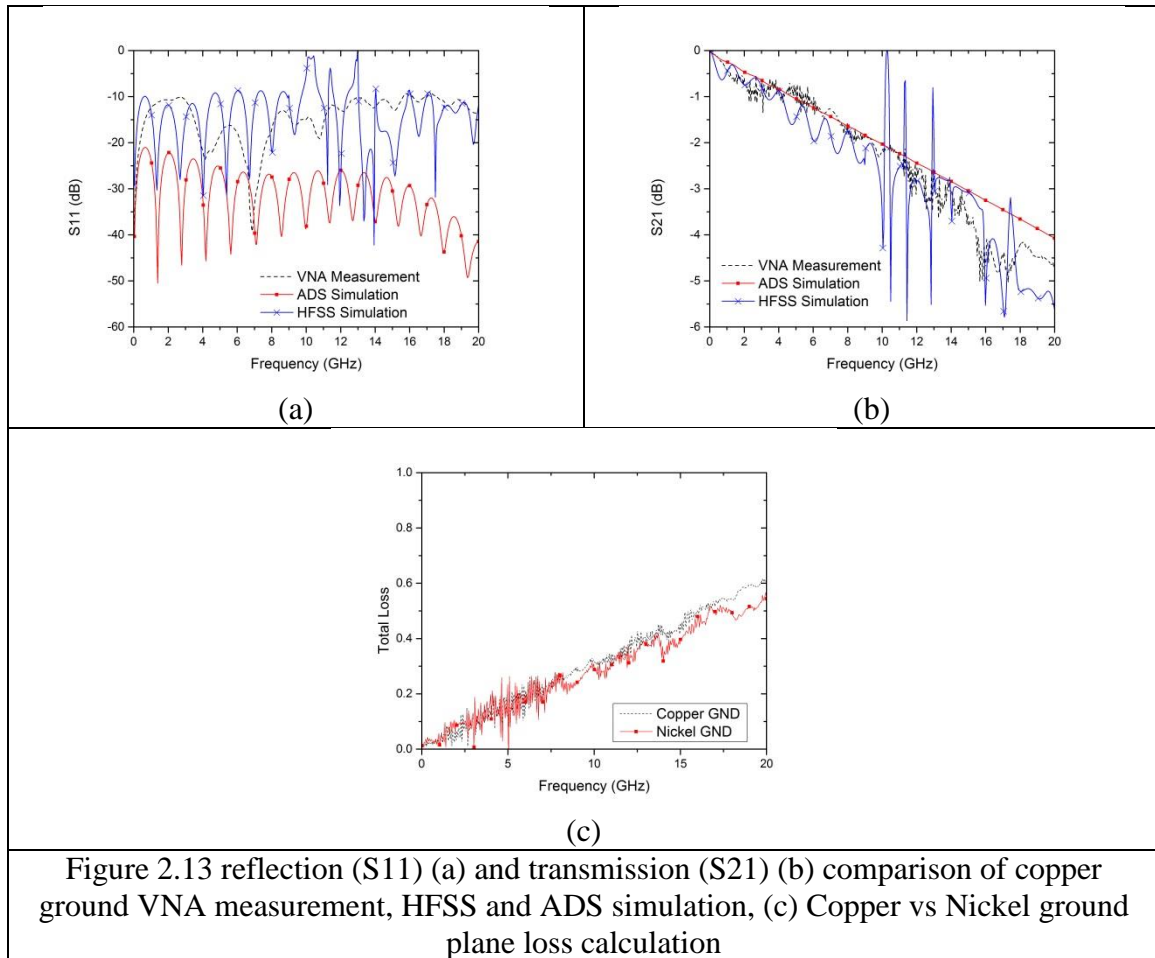 0
-10
-20
-30
-40
-50
-60
S11 (dB)
VNA Measurement
ADS Simulation
HFSS Simulation
0 2 4 6 8 10 12 14 16 18 20
Frequency (GHz)
(a)
0
-1
-2
-3
-4
-5
-6
S21 (dB)
VNA Measurement
ADS Simulation
HFSS Simulation
0 2 4 6 8 10 12 14 16 18 20
Frequency (GHz)
(b)
1.0
0.8
0.6
0.4
0.2
0.0
Total Loss
Copper GND
Nickel GND
0 5 10 15 20
Frequency (GHz)
(c)
Figure 2.13 reflection (S11) (a) and transmission (S21) (b) comparison of copper
ground VNA measurement, HFSS and ADS simulation, (c) Copper vs Nickel ground
plane loss calculation